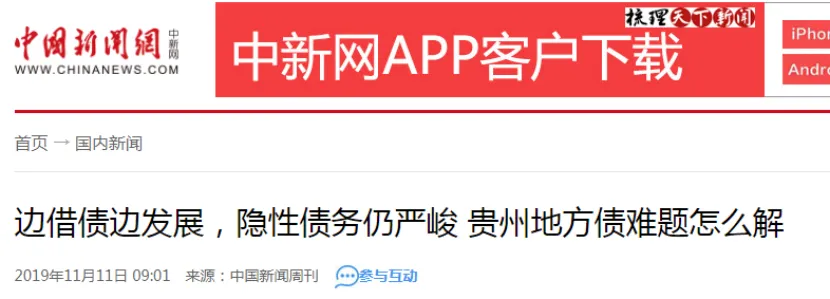 中國新聞網
中新网
WWW.CHINANEWS.COM
梳理天下新闻
中新网APP客户下载
iPhon
Andro
首页 → 国内新闻
边借债边发展，隐性债务仍严峻 贵州地方债难题怎么解
2019年11月11日 09:01 来源：中国新闻周刊 参与互动